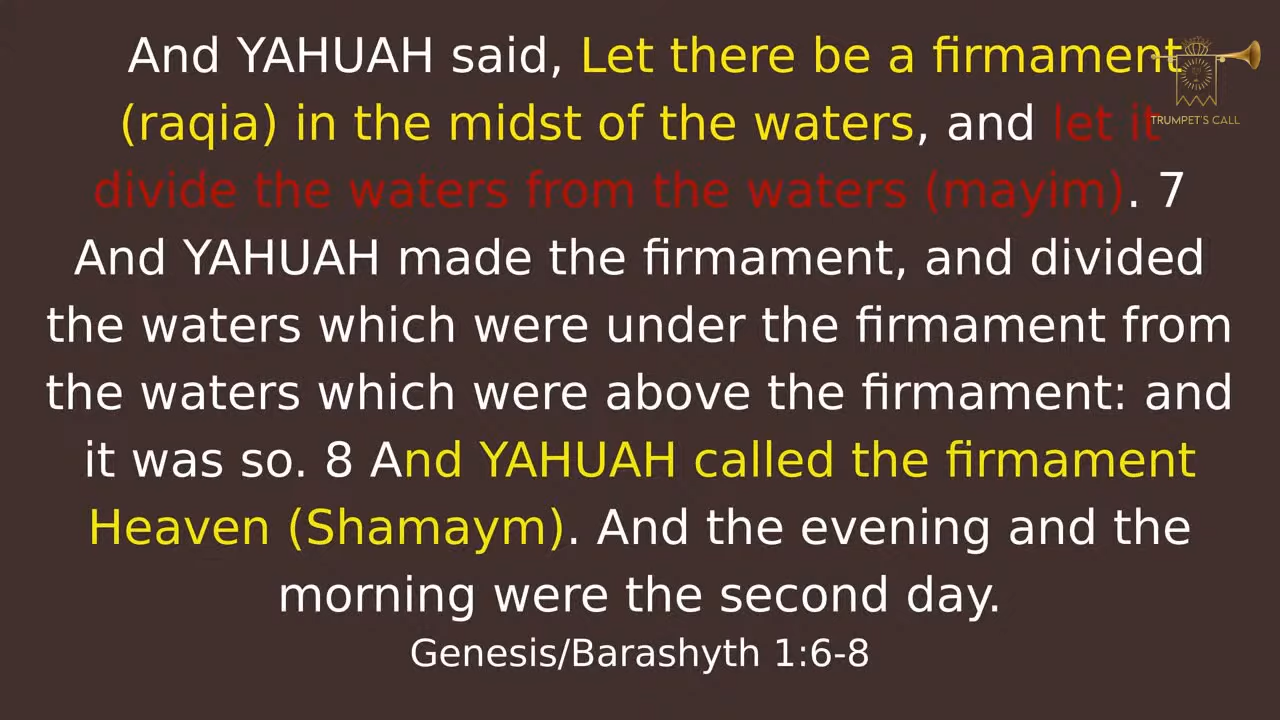 And YAHUAH said, Let there be a firmament
(raqia) in the midst of the waters, and let it
divide the waters from the waters (mayim). 7
And YAHUAH made the firmament, and divided
the waters which were under the firmament from
the waters which were above the firmament: and
it was so. 8 And YAHUAH called the firmament
Heaven (Shamaym). And the evening and the
morning were the second day.
Genesis/Barashyth 1:6-8
TRUMPET'S CALL